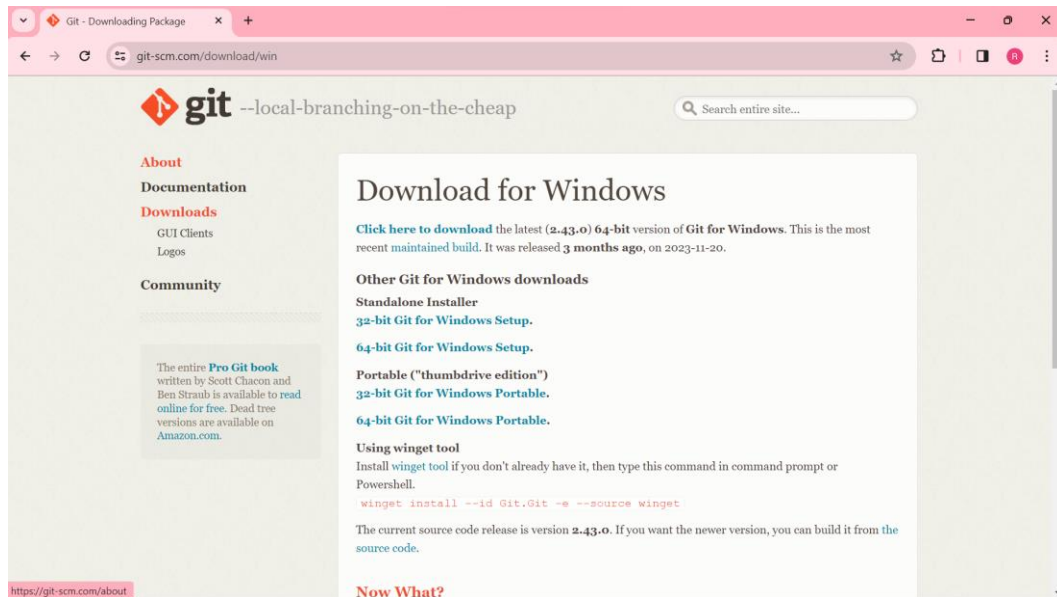 Git - Downloading Package
git-scm.com/download/win
R
git --local-branching-on-the-cheap
Search entire site...
About
Documentation
Downloads
GUI Clients
Logos
Community
The entire Pro Git book
written by Scott Chacon and
Ben Straub is available to read
online for free. Dead tree
versions are available on
Amazon.com.
Download for Windows
Click here to download the latest (2.43.0) 64-bit version of Git for Windows. This is the most
recent maintained build. It was released 3 months ago, on 2023-11-20.
Other Git for Windows downloads
Standalone Installer
32-bit Git for Windows Setup.
64-bit Git for Windows Setup.
Portable ("thumbdrive edition")
32-bit Git for Windows Portable.
64-bit Git for Windows Portable.
Using winget tool
Install winget tool if you don't already have it, then type this command in command prompt or
Powershell.
winget install --id Git.Git -e --source winget
The current source code release is version 2.43.0. If you want the newer version, you can build it from the
source code.
Now What?
https://git-scm.com/about